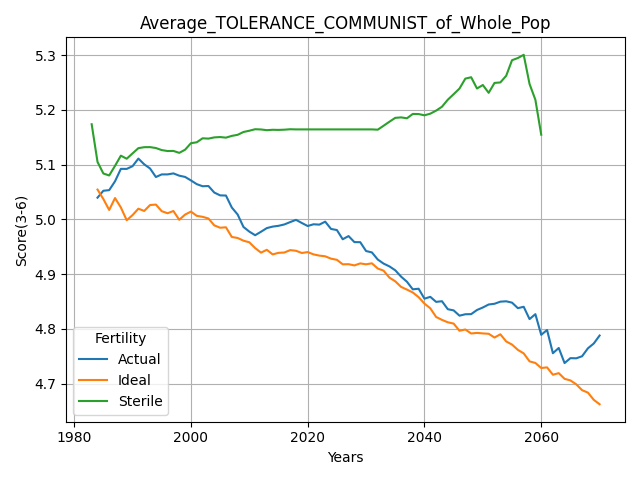 Average_TOLERANCE_COMMUNIST_of_Whole_Pop
Score(3-6)
5.3
5.2
5.1
5.0
4.9
4.8
4.7
Fertility
Actual
Ideal
Sterile
1980
2000
2020
2040
2060
Years